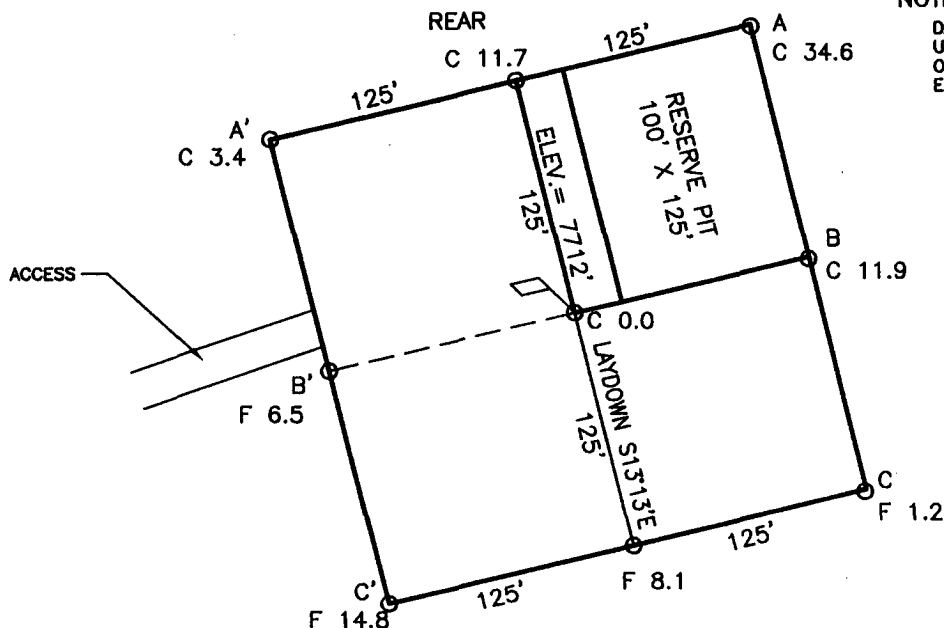 REAR
NOTE
D
U
O
E
A
C 34.6
125'
C 11.7
125'
A'
C 3.4
ELEV.= 7712'
125'
RESERVE PIT
100' X 125'
B
C 11.9
ACCESS
C 0.0
B'
F 6.5
LAYDOWN S13°13'E
125'
C
F 1.2
125'
F 8.1
125'
C'
F 14.8